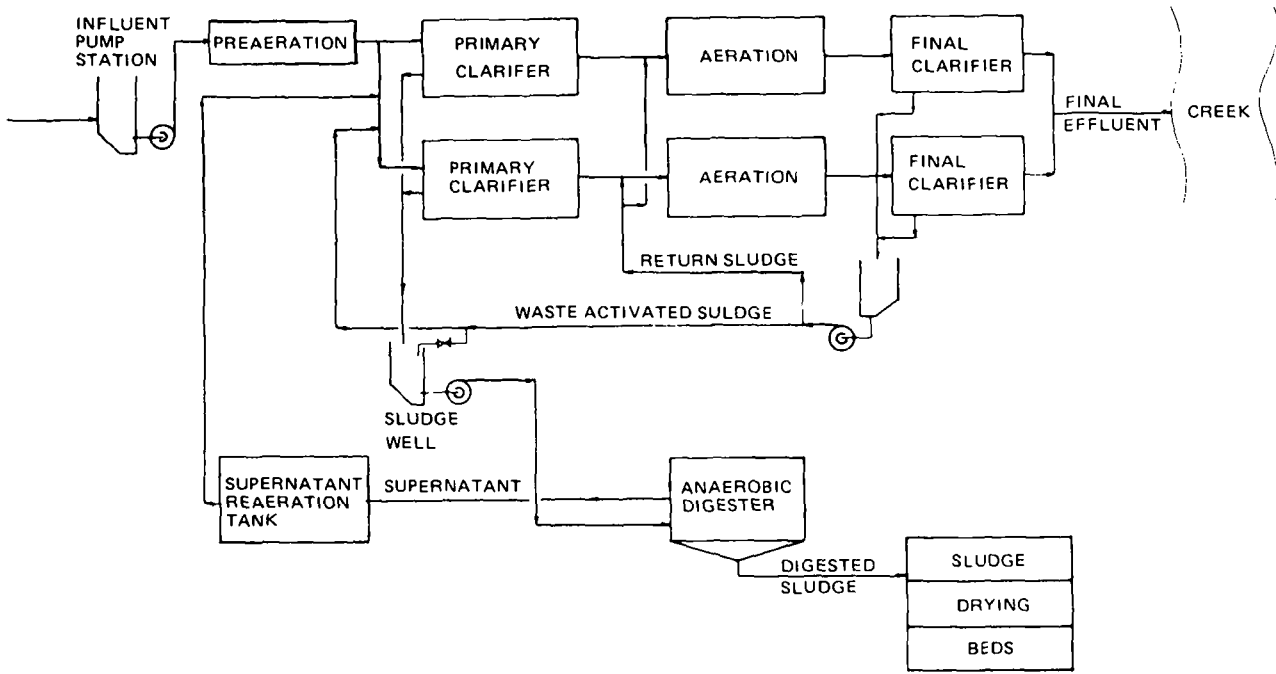 INFLUENT
PUMP
STATION
PREAERATION
PRIMARY
CLARIFER
AERATION
FINAL
CLARIFIER
FINAL
EFFLUENT
CREEK
PRIMARY
CLARIFIER
AERATION
FINAL
CLARIFIER
RETURN SLUDGE
WASTE ACTIVATED SULDGE
SLUDGE
WELL
SUPERNATANT
REAERATION
TANK
SUPERNATANT
ANAEROBIC
DIGESTER
DIGESTED
SLUDGE
SLUDGE
DRYING
BEDS